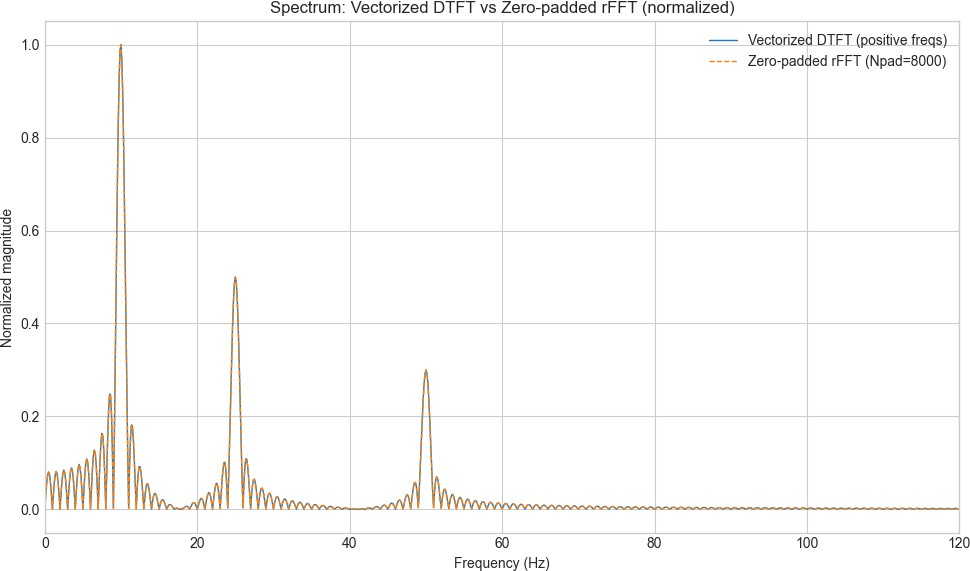 Spectrum: Vectorized DTFT vs Zero-padded rFFT (normalized)
Vectorized DTFT (positive freqs)
Zero-padded rFFT (Npad=8000)
Normalized magnitude
1.0
0.8
0.6
0.4
0.2
0.0
0 20 40 60 80 100 120
Frequency (Hz)